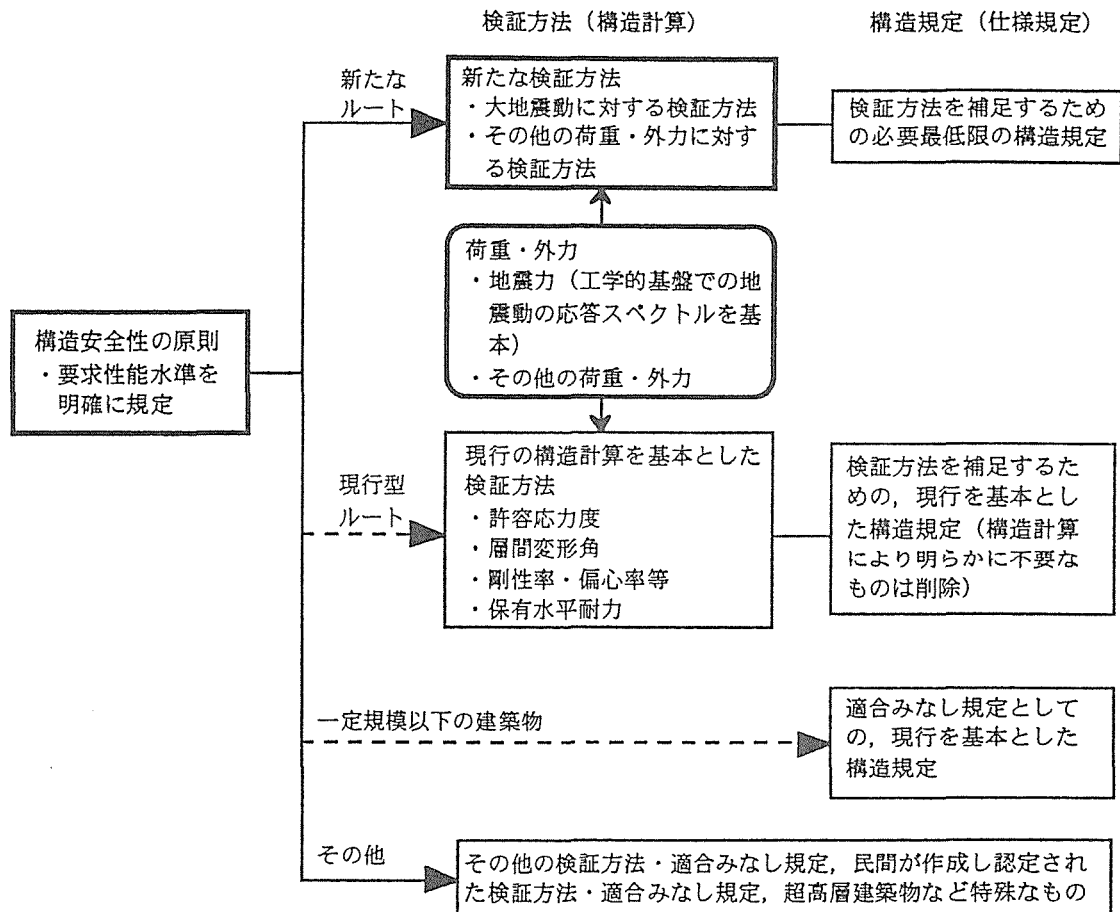 検証方法（構造計算）
構造規定（仕様規定）
新たな
ルート
新たな検証方法
・大地震動に対する検証方法
・その他の荷重・外力に対す
る検証方法
検証方法を補足するため
の必要最低限の構造規定
荷重・外力
・地震力（工学的基盤での地
震動の応答スペクトルを基
本）
・その他の荷重・外力
構造安全性の原則
・要求性能水準を
明確に規定
現行型
ルート
現行の構造計算を基本とした
検証方法
・許容応力度
・層間変形角
・剛性率・偏心率等
・保有水平耐力
検証方法を補足するた
めの，現行を基本とし
た構造規定（構造計算
により明らかに不要な
ものは削除）
一定規模以下の建築物
適合みなし規定として
の，現行を基本とした
構造規定
その他
その他の検証方法・適合みなし規定，民間が作成し認定され
た検証方法・適合みなし規定，超高層建築物など特殊なもの